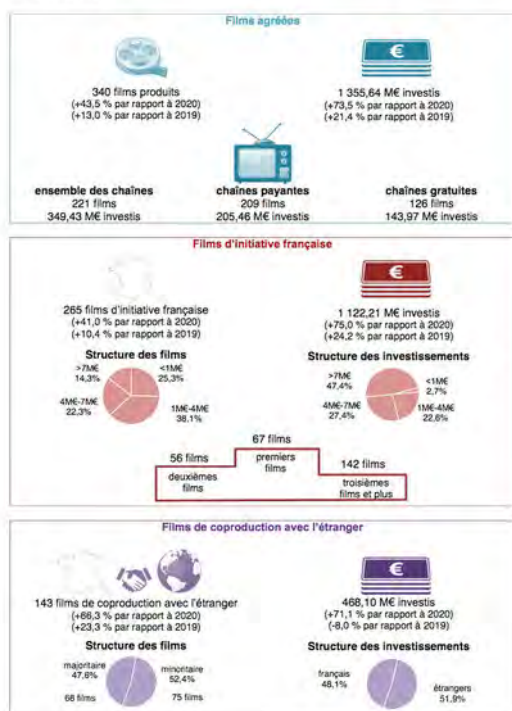 Films agréées
€
340 films produits
(+43,5 % par rapport à 2020)
(+13,0 % par rapport à 2019)
1 355,64 M€ investis
(+73,5 % par rapport à 2020)
(+21,4 % par rapport à 2019)
ensemble des chaînes
221 films
349,43 M€ investis
chaînes payantes
209 films
205,46 M€ investis
chaînes gratuites
126 films
143,97 M€ investis
Films d'initiative française
€
265 films d'initiative française
(+41,0 % par rapport à 2020)
(+10,4 % par rapport à 2019)
1 122,21 M€ investis
(+75,0 % par rapport à 2020)
(+24,2 % par rapport à 2019)
Structure des films
>7M€
14,3%
<1M€
25,3%
4M€-7M€
22,3%
1M€-4M€
38,1%
Structure des investissements
>7M€
47,4%
<1M€
2,7%
4M€-7M€
27,4%
1M€-4M€
22,6%
67 films
premiers
films
56 films
deuxièmes
films
142 films
troisièmes
films et plus
Films de coproduction avec l'étranger
€
143 films de coproduction avec l'étranger
(+66,3 % par rapport à 2020)
(+23,3 % par rapport à 2019)
468,10 M€ investis
(+71,1 % par rapport à 2020)
(-8,0 % par rapport à 2019)
Structure des films
majoritaire
47,6%
68 films
minoritaire
52,4%
75 films
Structure des investissements
français
48,1%
étrangers
51,9%